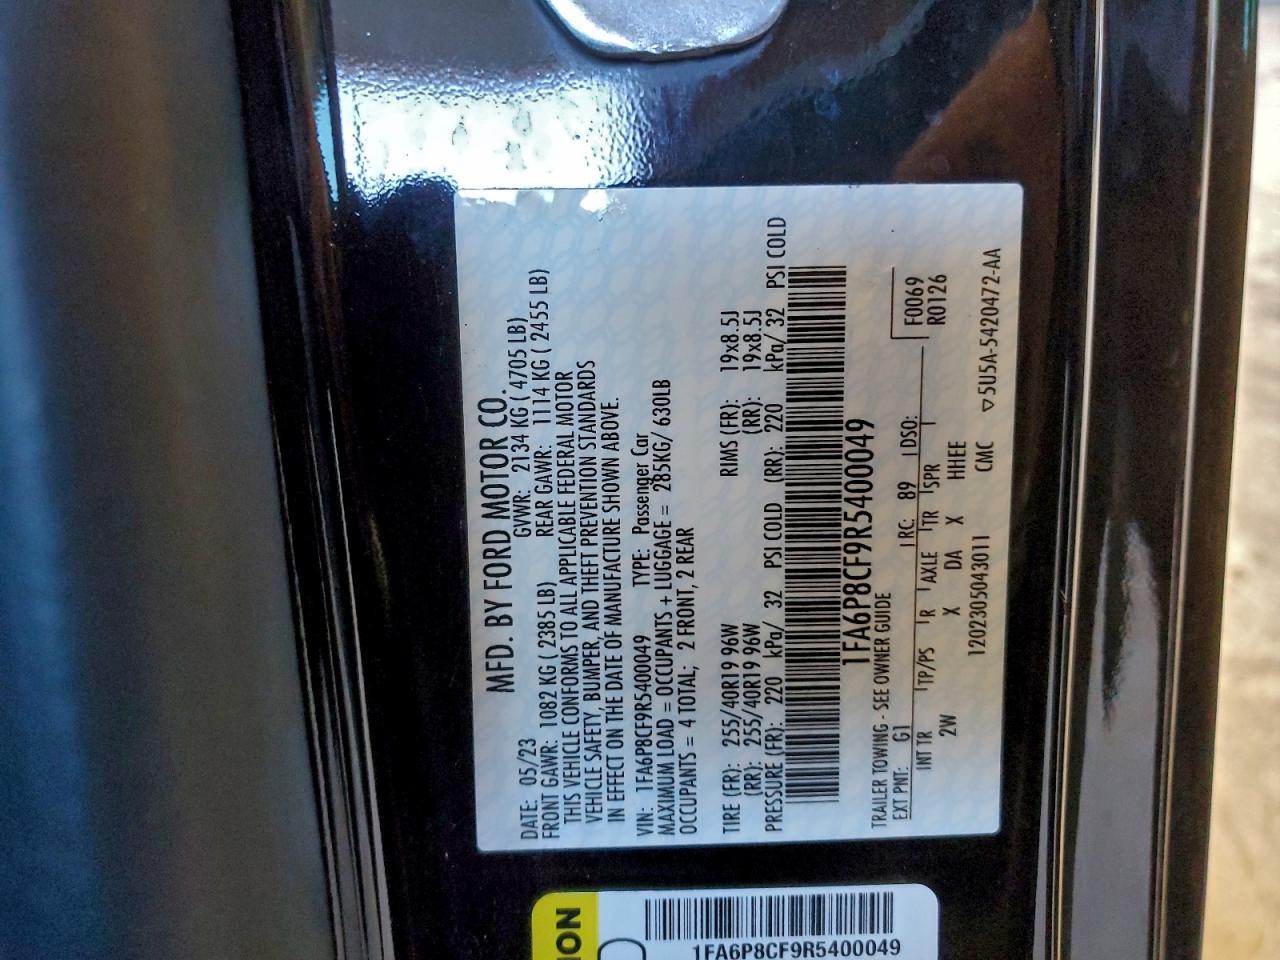 MFD. BY FORD MOTOR CO.
DATE: 05/23 GVWR: 2134 KG ( 4705 LB)
FRONT GAWR: 1082 KG ( 2385 LB) REAR GAWR: 1114 KG ( 2455 LB)
THIS VEHICLE CONFORMS TO ALL APPLICABLE FEDERAL MOTOR
VEHICLE SAFETY, BUMPER, AND THEFT PREVENTION STANDARDS
IN EFFECT ON THE DATE OF MANUFACTURE SHOWN ABOVE.
VIN: 1FA6P8CF9R5400049 TYPE: Passenger Car
MAXIMUM LOAD = OCCUPANTS + LUGGAGE = 285KG/ 630LB
OCCUPANTS = 4 TOTAL; 2 FRONT, 2 REAR
TIRE (FR): 255/40R19 96W RIMS (FR): 19x8.5J
(RR): 255/40R19 96W (RR): 19x8.5J
PRESSURE (FR): 220 kPa/ 32 PSI COLD (RR): 220 kPa/ 32 PSI COLD
1FA6P8CF9R5400049
TRAILER TOWING - SEE OWNER GUIDE
EXT PNT: G1 RC: 89 DSO: F0069
INT TR TP/PS R AXLE TR SPR R0126
2W X DA X HHEE
1202305043011 CMC ▽5U5A-5420472-AA
ION
1FA6P8CF9R5400049